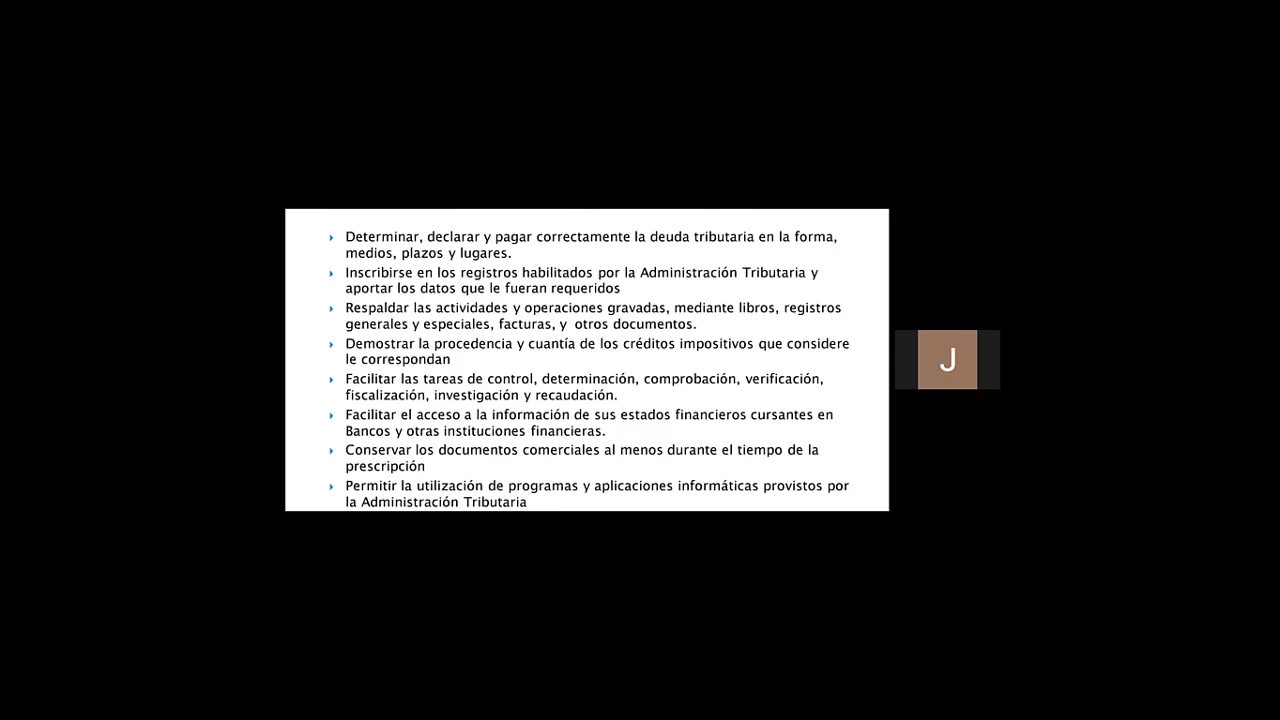 Determinar, declarar y pagar correctamente la deuda tributaria en la forma,
medios, plazos y lugares.
Inscribirse en los registros habilitados por la Administración Tributaria y
aportar los datos que le fueran requeridos
Respaldar las actividades y operaciones gravadas, mediante libros, registros
generales y especiales, facturas, y otros documentos.
Demostrar la procedencia y cuantía de los créditos impositivos que considere
le correspondan
Facilitar las tareas de control, determinación, comprobación, verificación,
fiscalización, investigación y recaudación.
Facilitar el acceso a la información de sus estados financieros cursantes en
Bancos y otras instituciones financieras.
Conservar los documentos comerciales al menos durante el tiempo de la
prescripción
Permitir la utilización de programas y aplicaciones informáticas provistos por
la Administración Tributaria
J